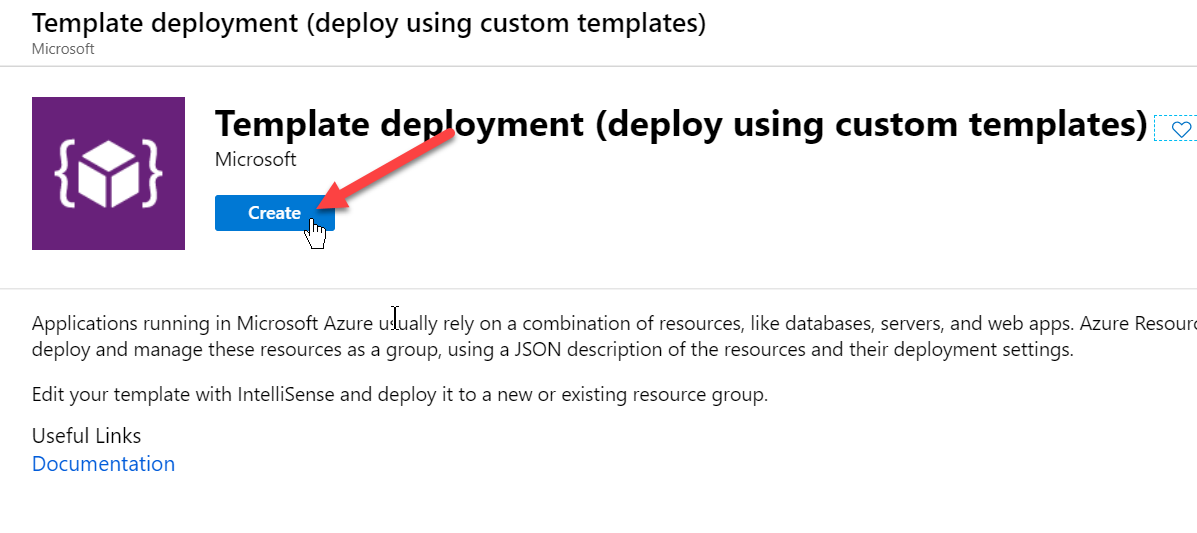 Template deployment (deploy using custom templates)
Microsoft
Template deployment (deploy using custom templates)
Microsoft
Create
Applications running in Microsoft Azure usually rely on a combination of resources, like databases, servers, and web apps. Azure
deploy and manage these resources as a group, using a JSON description of the resources and their deployment settings.
Edit your template with IntelliSense and deploy it to a new or existing resource group.
Useful Links
Documentation